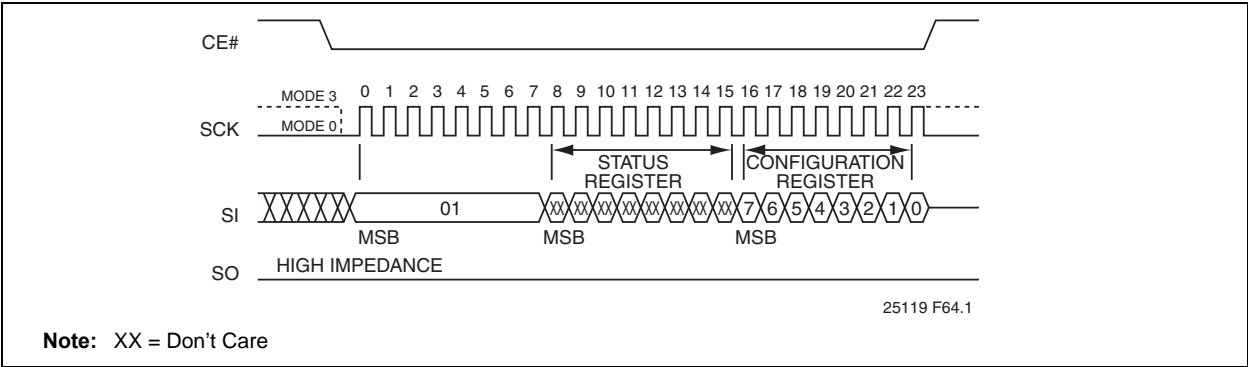 CE#
MODE 3 0 1 2 3 4 5 6 7 8 9 10 11 12 13 14 15 16 17 18 19 20 21 22 23
SCK MODE 0
STATUS REGISTER
CONFIGURATION REGISTER
SI 01 XX XX XX XX XX XX XX XX 7 6 5 4 3 2 1 0
MSB MSB MSB
SO HIGH IMPEDANCE
25119 F64.1
Note: XX = Don't Care